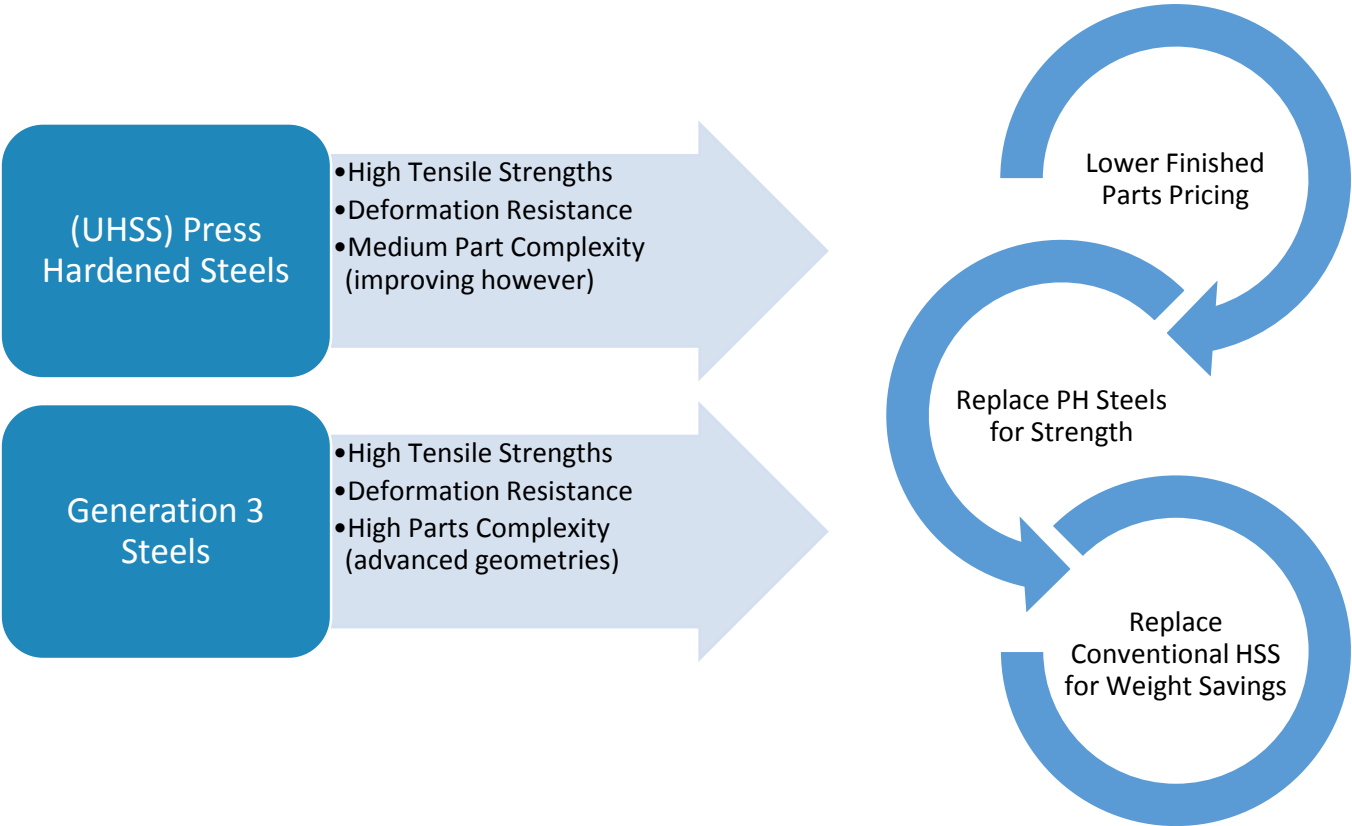 (UHSS) Press
Hardened Steels
•High Tensile Strengths
•Deformation Resistance
•Medium Part Complexity
(improving however)
Generation 3
Steels
•High Tensile Strengths
•Deformation Resistance
•High Parts Complexity
(advanced geometries)
Lower Finished
Parts Pricing
Replace PH Steels
for Strength
Replace
Conventional HSS
for Weight Savings